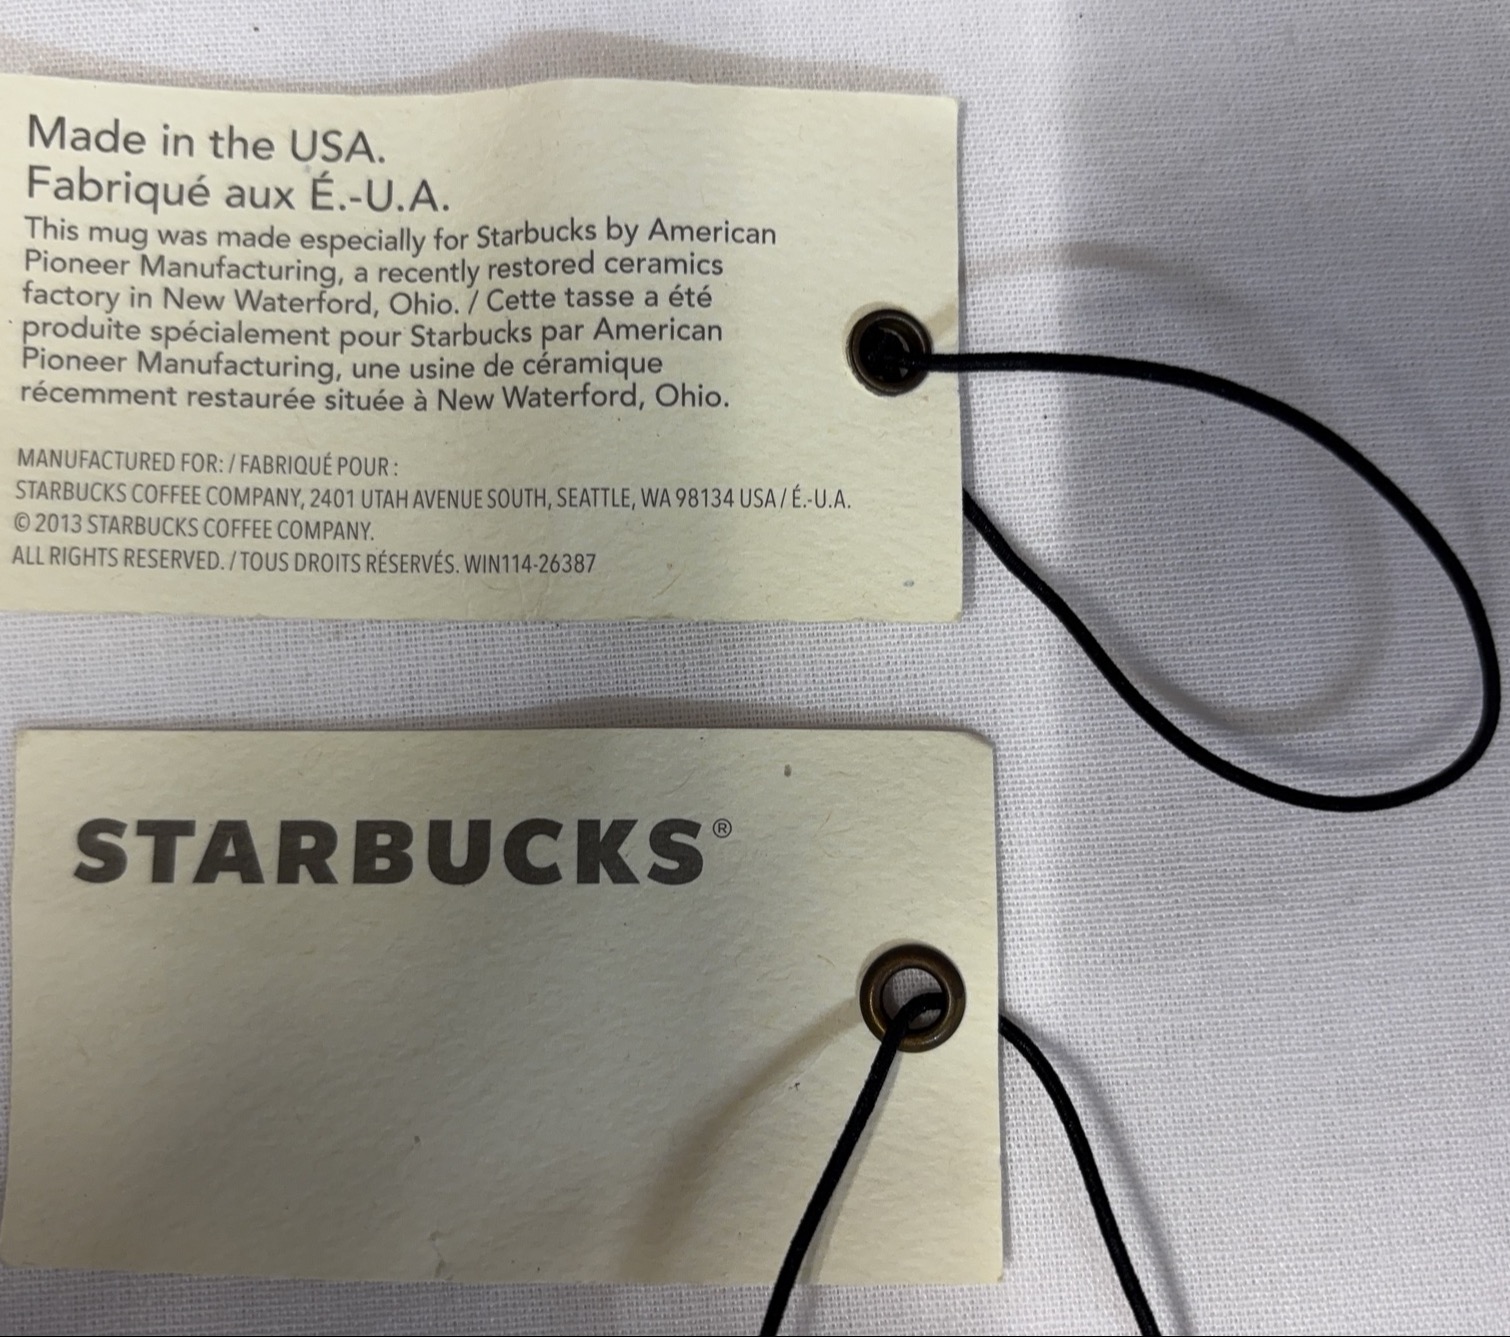 Made in the USA.
Fabriqué aux É.-U.A.
This mug was made especially for Starbucks by American
Pioneer Manufacturing, a recently restored ceramics
factory in New Waterford, Ohio. / Cette tasse a été
produite spécialement pour Starbucks par American
Pioneer Manufacturing, une usine de céramique
récemment restaurée située à New Waterford, Ohio.
MANUFACTURED FOR: / FABRIQUÉ POUR :
STARBUCKS COFFEE COMPANY, 2401 UTAH AVENUE SOUTH, SEATTLE, WA 98134 USA / É.-U.A.
© 2013 STARBUCKS COFFEE COMPANY.
ALL RIGHTS RESERVED. / TOUS DROITS RÉSERVÉS. WIN114-26387
STARBUCKS®